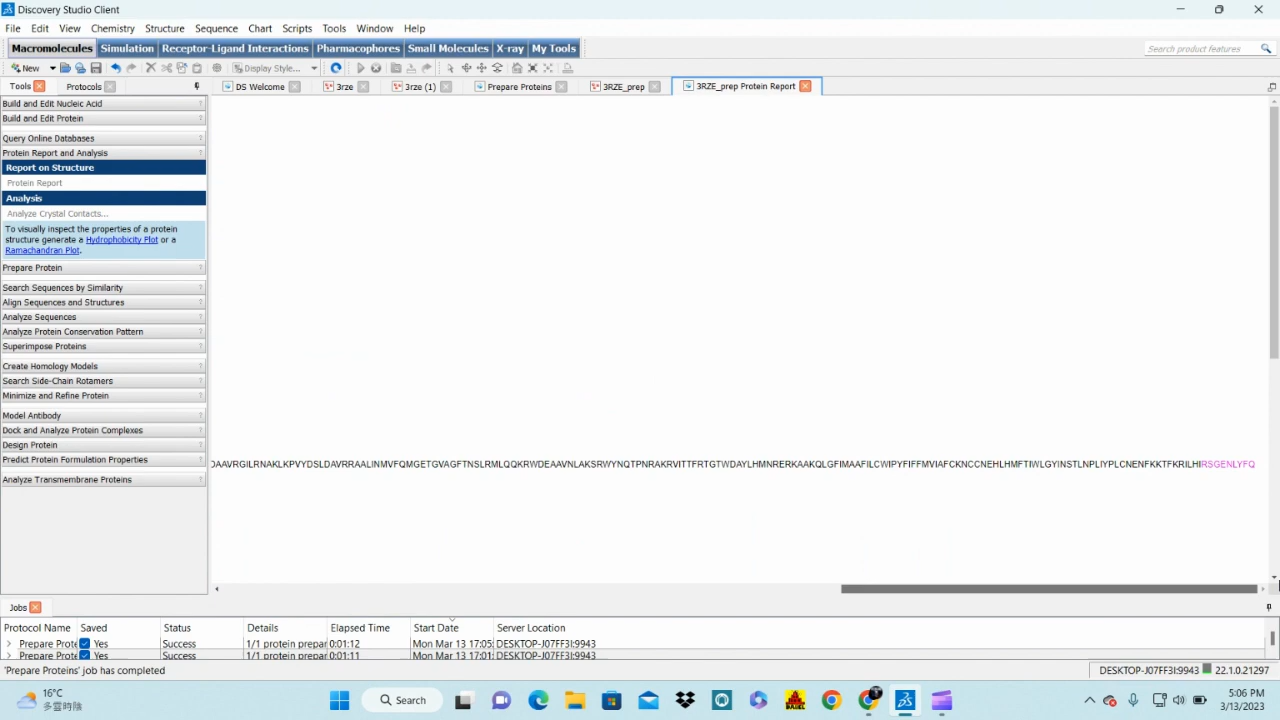 Discovery Studio Client
File Edit View Chemistry Structure Sequence Chart Scripts Tools Window Help
Macromolecules Simulation Receptor-Ligand Interactions Pharmacophores Small Molecules X-ray My Tools Search product features
New Display Style...
Tools Protocols DS Welcome 3rze 3rze (1) Prepare Proteins 3RZE_prep 3RZE_prep Protein Report
Build and Edit Nucleic Acid
Build and Edit Protein
Query Online Databases
Protein Report and Analysis
Report on Structure
Protein Report
Analysis
Analyze Crystal Contacts...
To visually inspect the properties of a protein
structure generate a Hydrophobicity Plot or a
Ramachandran Plot.
Prepare Protein
Search Sequences by Similarity
Align Sequences and Structures
Analyze Sequences
Analyze Protein Conservation Pattern
Superimpose Proteins
Create Homology Models
Search Side-Chain Rotamers
Minimize and Refine Protein
Model Antibody
Dock and Analyze Protein Complexes
Design Protein
Predict Protein Formulation Properties
Analyze Transmembrane Proteins
DAAVRGILRNAKLKPVYDSLDAVRRAALINMVFQMGETGVAGFTNSLRMLQQKRWDEAAVNLAKSRWYNQTPNRAKRVITTFRTGTWDAYLHMNRERKAAKQLGFIMAAFILCWIPYFIFFMVIAFCKNCCNEHLHMFTIWLGYINSTLNPLIYPLCNENFKKTFKRILHIRSGENLYFQ
Jobs
Protocol Name Saved Status Details Elapsed Time Start Date Server Location
Prepare Prote Yes Success 1/1 protein prepar 0:01:12 Mon Mar 13 17:05: DESKTOP-J07FF3I:9943
Prepare Prote Yes Success 1/1 protein prepar 0:01:11 Mon Mar 13 17:01: DESKTOP-J07FF3I:9943
'Prepare Proteins' job has completed DESKTOP-J07FF3I:9943 22.1.0.21297
16°C
多雲時陰
Search
5:06 PM
3/13/2023